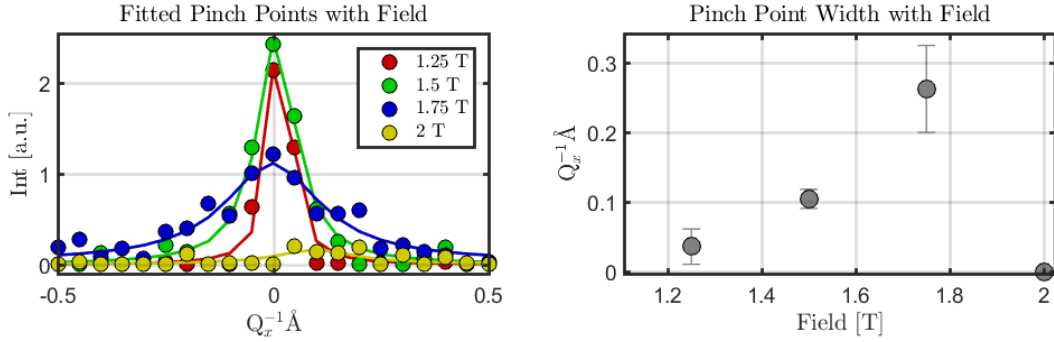 Fitted Pinch Points with Field
Int [a.u.]
2
1
0
1.25 T
1.5 T
1.75 T
2 T
-0.5
0
0.5
Q_x^{-1}Å
Pinch Point Width with Field
Q_x^{-1}Å
0.3
0.2
0.1
0
1.2
1.4
1.6
1.8
2
Field [T]